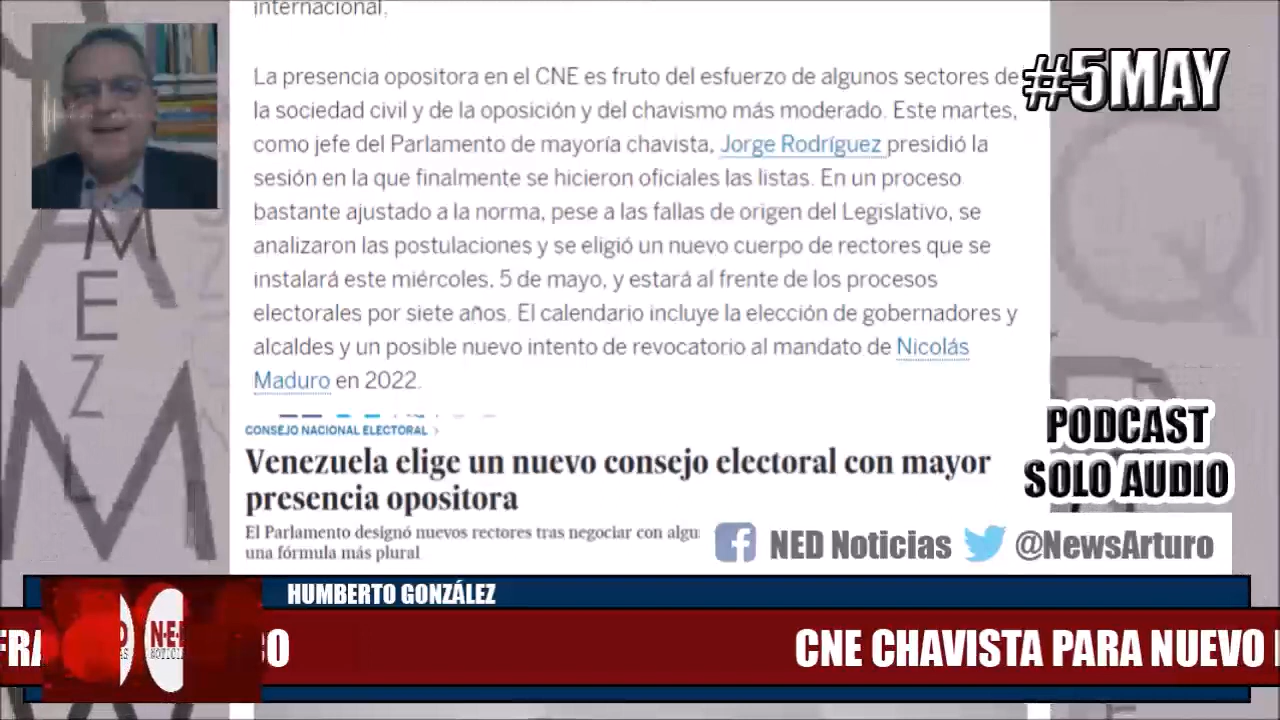 internacional.
La presencia opositora en el CNE es fruto del esfuerzo de algunos sectores de
la sociedad civil y de la oposición y del chavismo más moderado. Este martes,
como jefe del Parlamento de mayoría chavista, Jorge Rodríguez presidió la
sesión en la que finalmente se hicieron oficiales las listas. En un proceso
bastante ajustado a la norma, pese a las fallas de origen del Legislativo, se
analizaron las postulaciones y se eligió un nuevo cuerpo de rectores que se
instalará este miércoles, 5 de mayo, y estará al frente de los procesos
electorales por siete años. El calendario incluye la elección de gobernadores y
alcaldes y un posible nuevo intento de revocatorio al mandato de Nicolás
Maduro en 2022.
#5MAY
CONSEJO NACIONAL ELECTORAL >
Venezuela elige un nuevo consejo electoral con mayor
presencia opositora
El Parlamento designó nuevos rectores tras negociar con algu
una fórmula más plural
PODCAST
SOLO AUDIO
NED Noticias @NewsArturo
HUMBERTO GONZÁLEZ
CNE CHAVISTA PARA NUEVO